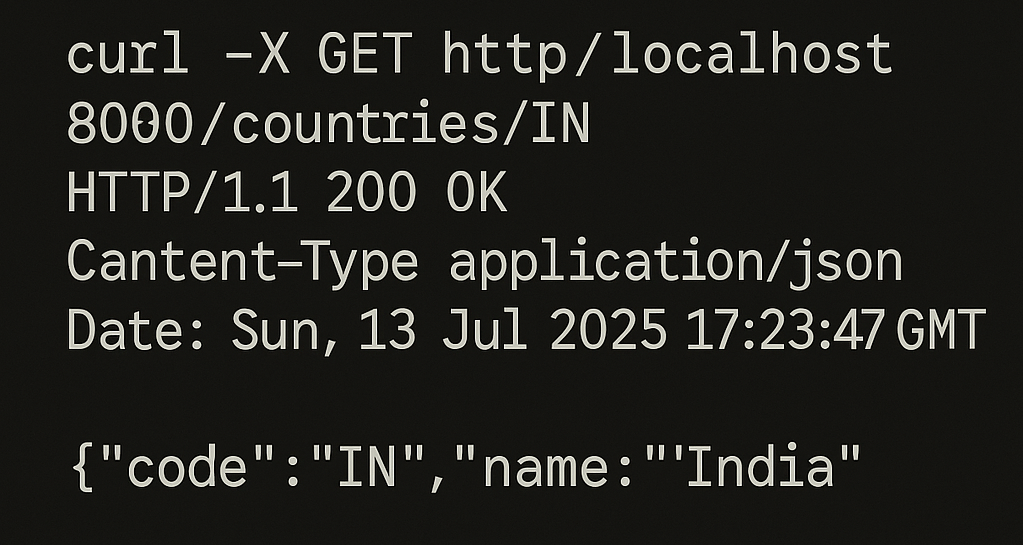 curl -X GET http/localhost
8000/countries/IN
HTTP/1.1 200 OK
Cantent-Type application/json
Date: Sun, 13 Jul 2025 17:23:47 GMT
{"code":"IN","name:"'India"